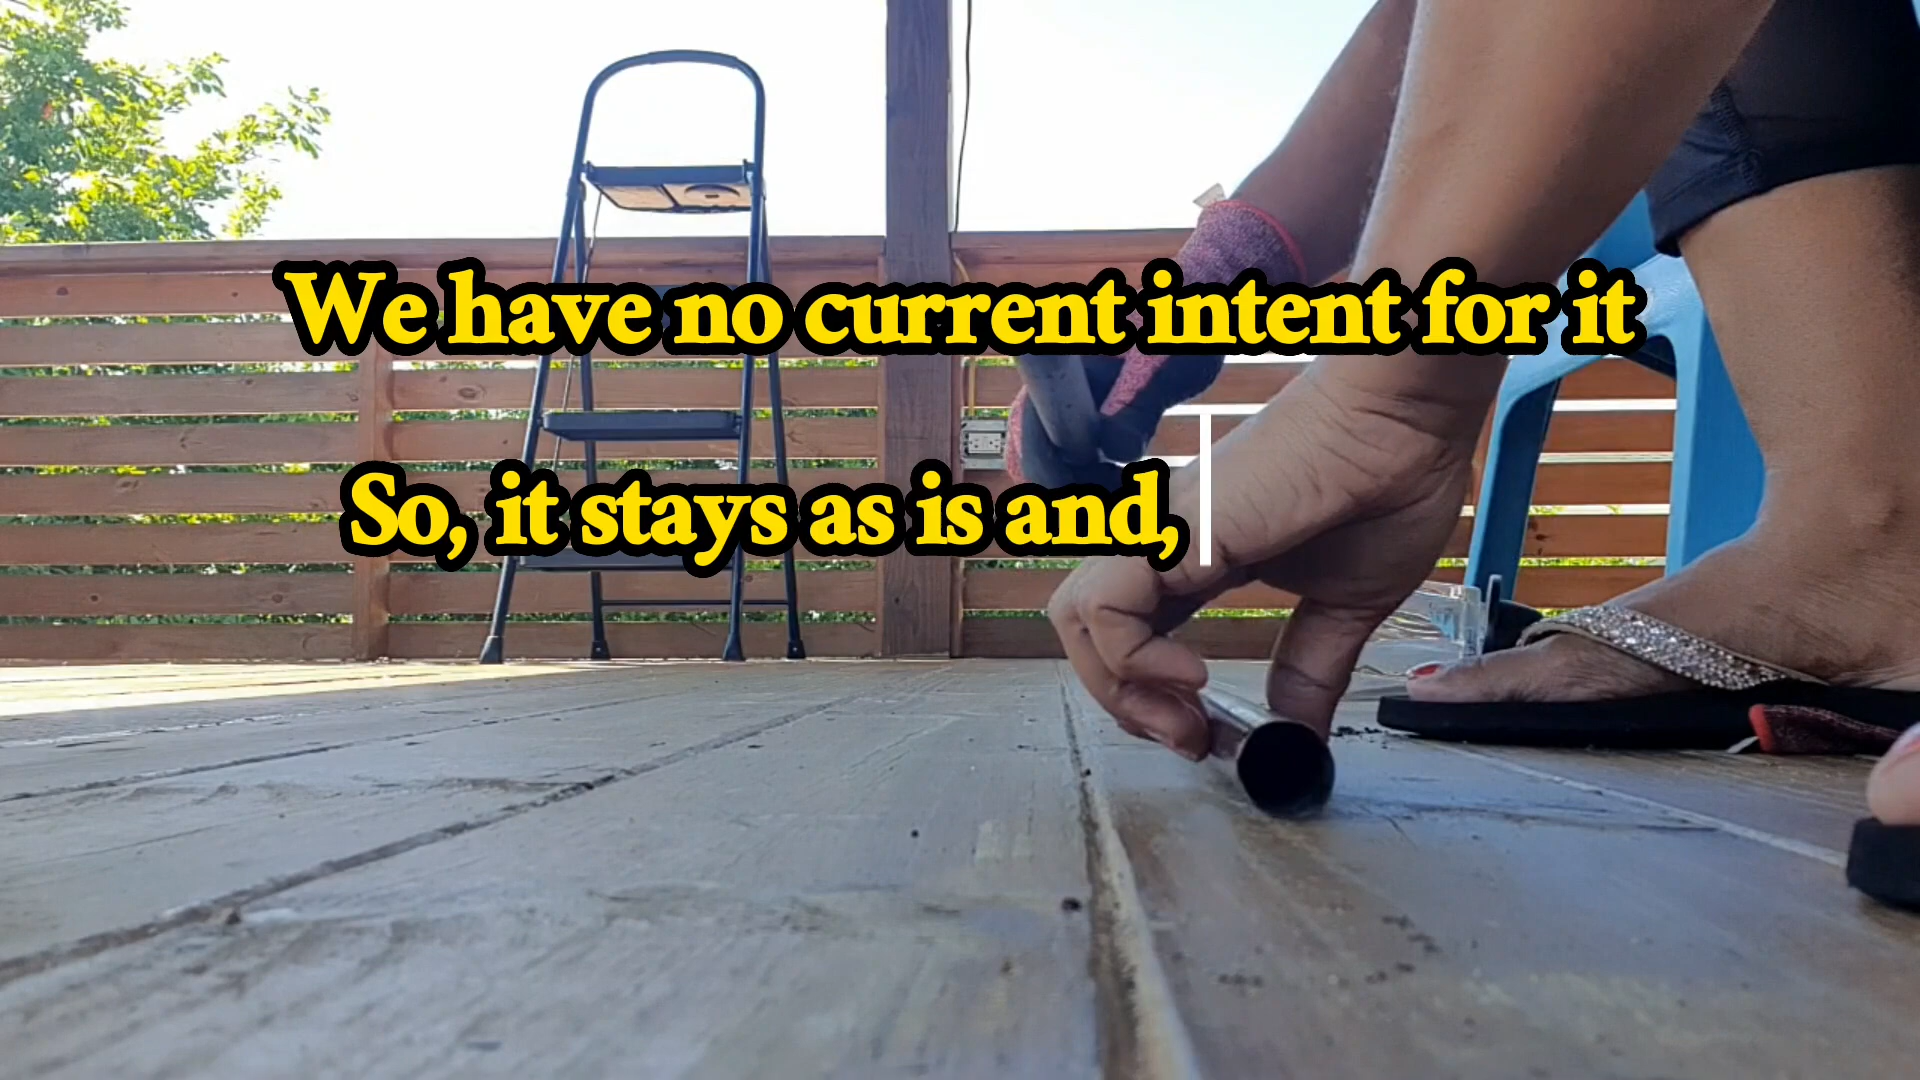 We have no current intent for it
So, it stays as is and,